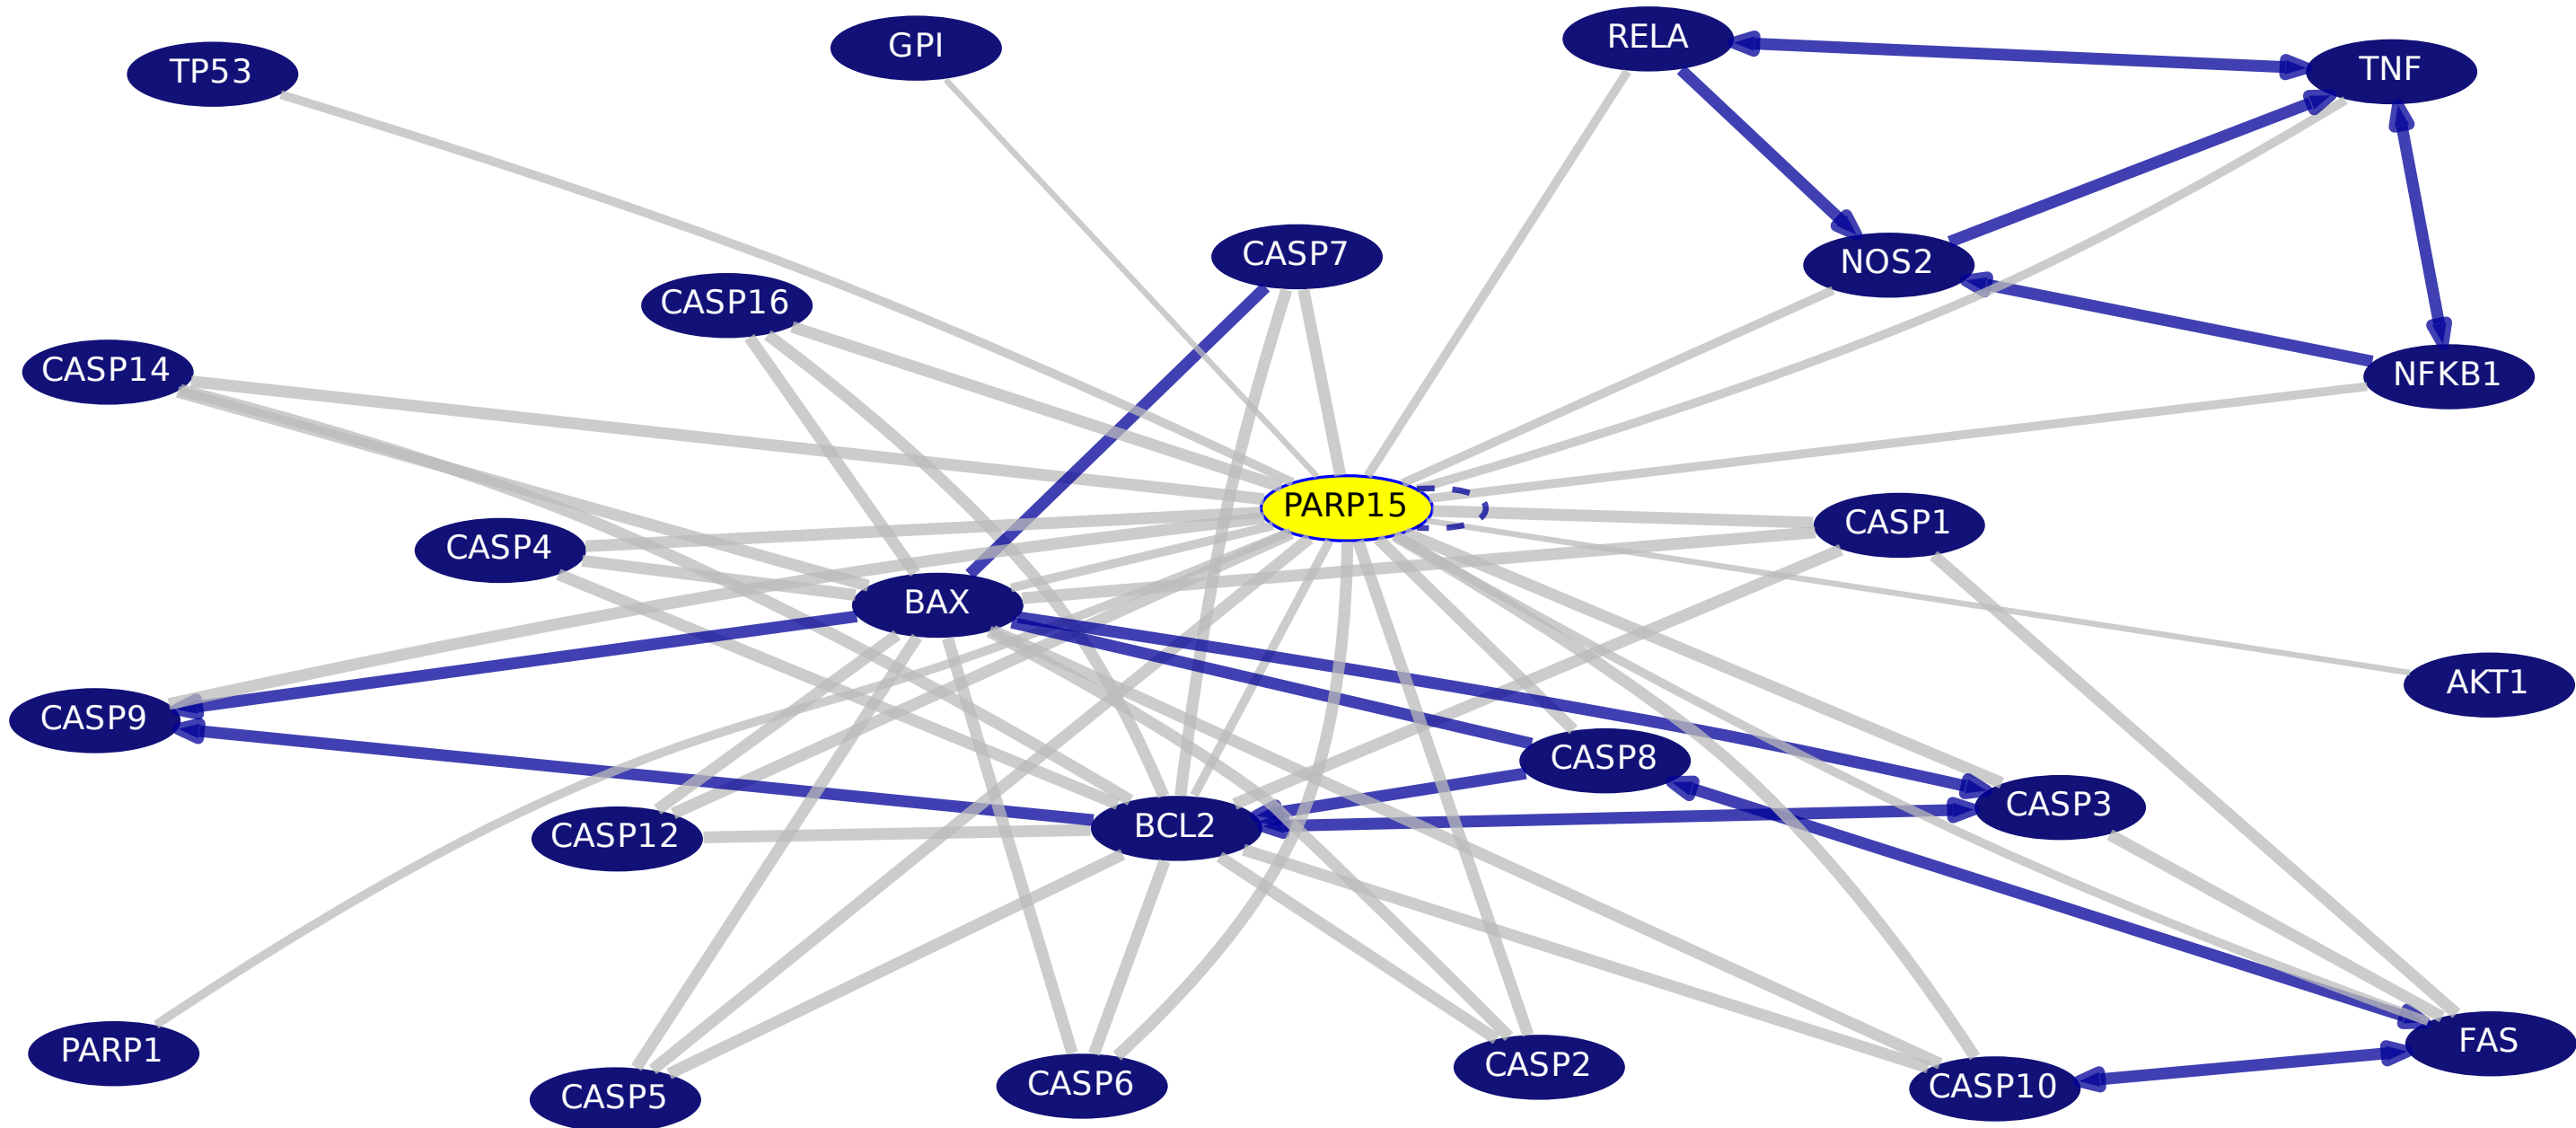 RELA
GPI
TNF
TP53
CASP7
NOS2
CASP16
CASP14
NFKB1
PARP15
CASP1
CASP4
BAX
AKT1
CASP9
CASP8
CASP3
BCL2
CASP12
FAS
PARP1
CASP2
CASP6
CASP10
CASP5